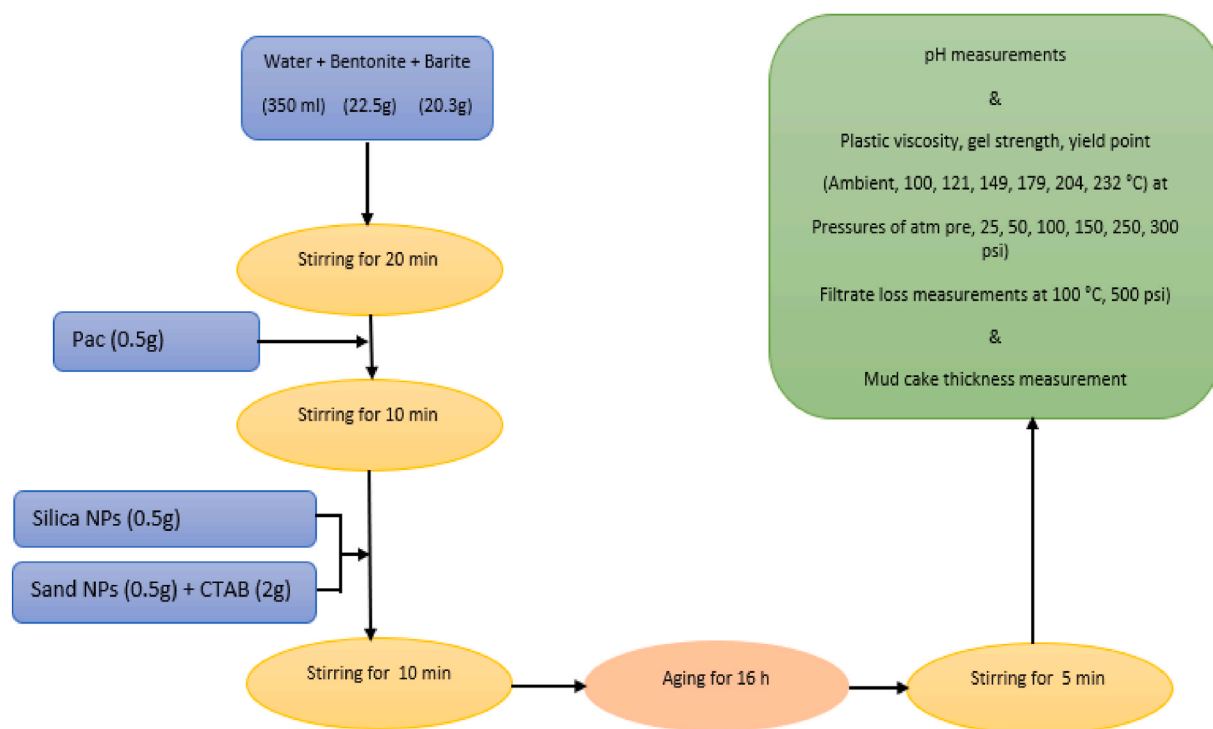 Water + Bentonite + Barite
(350 ml) (22.5g) (20.3g)
Stirring for 20 min
Pac (0.5g)
Stirring for 10 min
Silica NPs (0.5g)
Sand NPs (0.5g) + CTAB (2g)
Stirring for 10 min
Aging for 16 h
Stirring for 5 min
pH measurements
&
Plastic viscosity, gel strength, yield point
(Ambient, 100, 121, 149, 179, 204, 232 ⁰C) at
Pressures of atm pre, 25, 50, 100, 150, 250, 300
psi)
Filtrate loss measurements at 100 ⁰C, 500 psi)
&
Mud cake thickness measurement